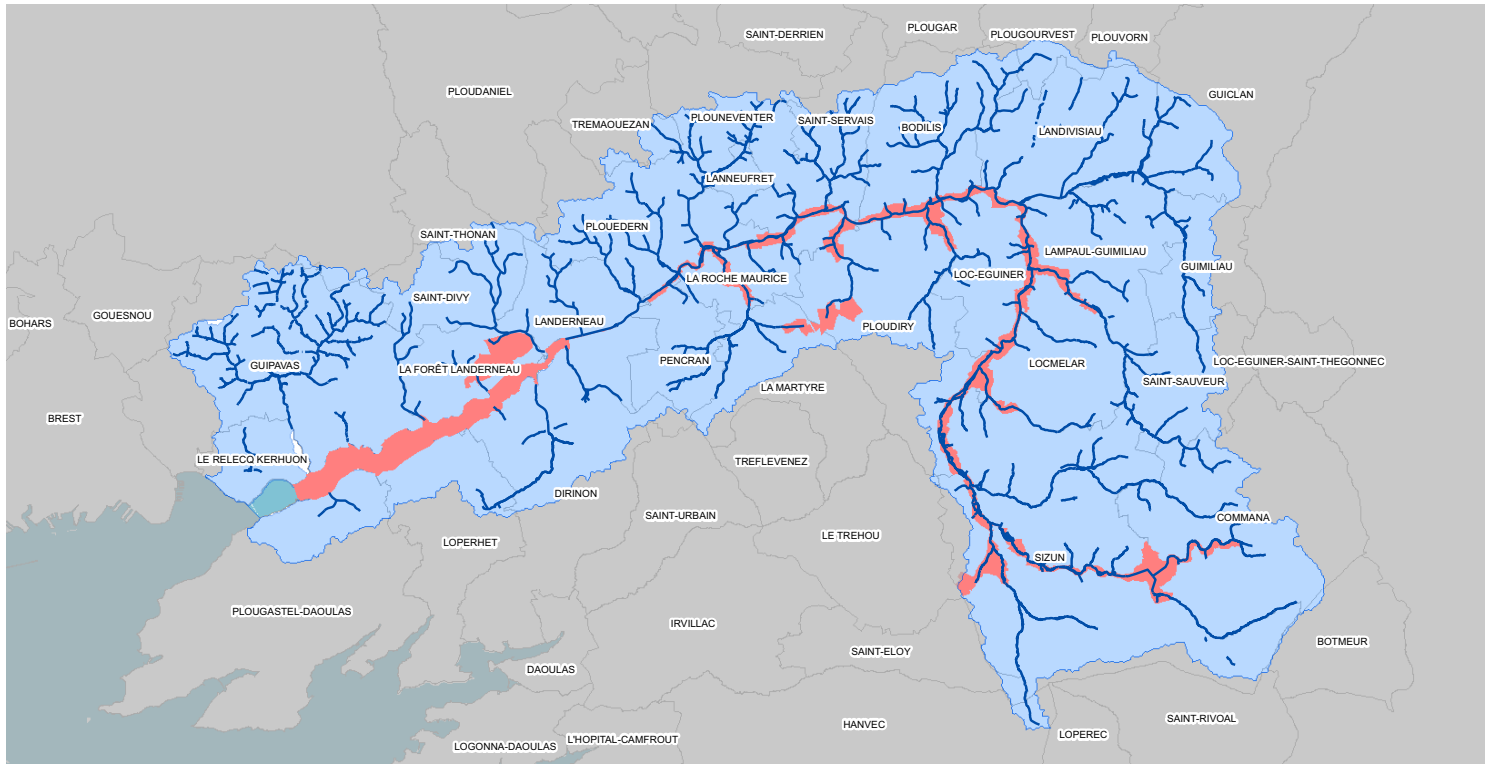 PLOUGAR
SAINT-DERRIEN
PLOUGOURVEST
PLOUVORN
PLOUDANIEL
GUICLAN
TREMAOUEZAN
PLOUNEVENTER
SAINT-SERVAIS
BODILIS
LANDIVISIAU
LANNEUFRET
PLOUEDERN
SAINT-THONAN
LAMPAUL-GUIMILIAU
GUIMILIAU
LOC-EGUINER
LA ROCHE MAURICE
SAINT-DIVY
GOUESNOU
BOHARS
LANDERNEAU
PLOUDIRY
PENCRAN
GUIPAVAS
LA FORÊT LANDERNEAU
LOCMELAR
LOC-EGUINER-SAINT-THEGONNEC
SAINT-SAUVEUR
LA MARTYRE
BREST
LE RELECQ KERHUON
TREFLEVENEZ
DIRINON
SAINT-URBAIN
COMMANA
LE TREHOU
LOPERHET
SIZUN
PLOUGASTEL-DAOULAS
IRVILLAC
BOTMEUR
SAINT-ELOY
DAOULAS
SAINT-RIVOAL
HANVEC
LOPEREC
L'HOPITAL-CAMFROUT
LOGONNA-DAOULAS